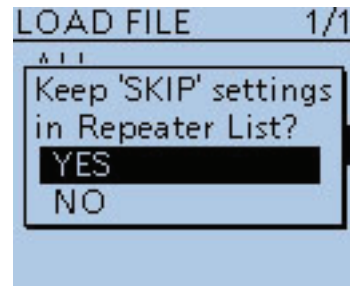 LOAD FILE 1/1
Keep 'SKIP' settings
in Repeater List?
YES
NO